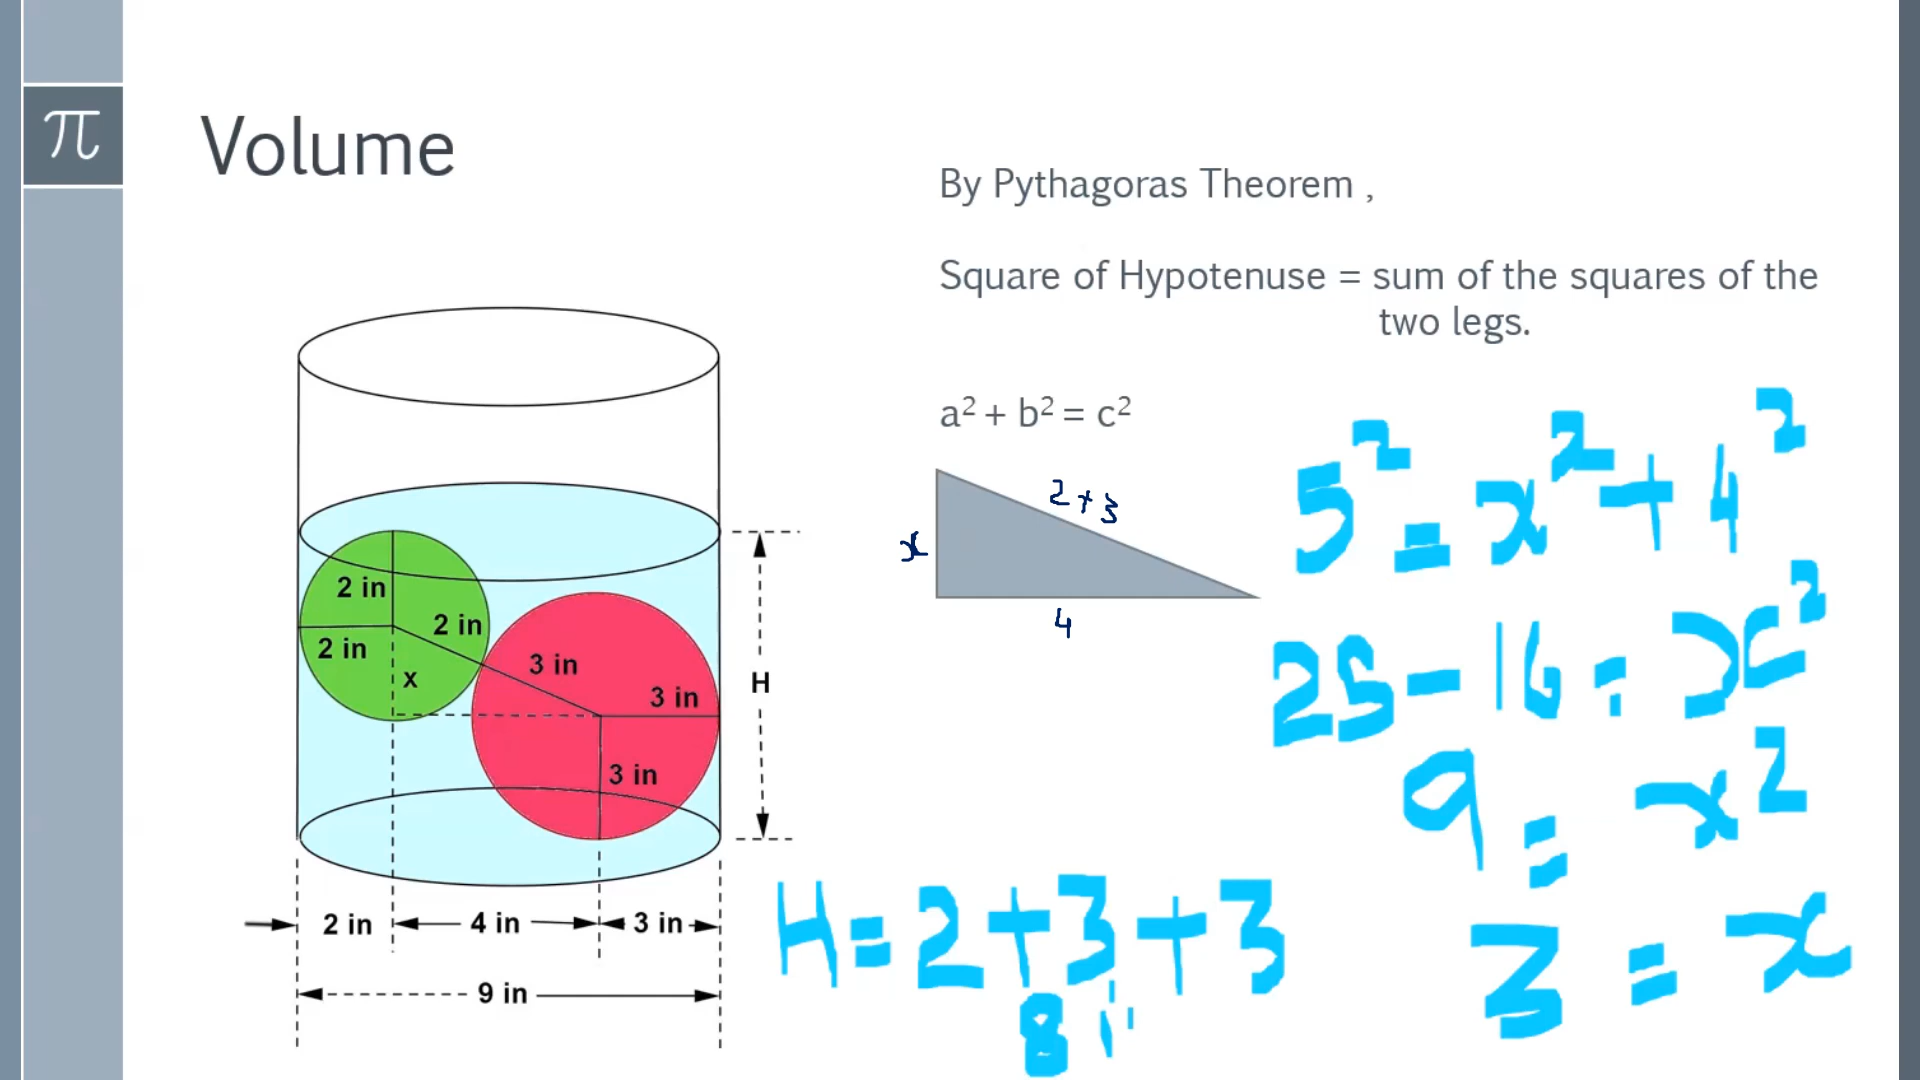 π
Volume
By Pythagoras Theorem ,
Square of Hypotenuse = sum of the squares of the
two legs.
a² + b² = c²
5² = x² + 4²
2+3
x
4
25 - 16 = x²
9 = x²
3 = x
2 in
2 in
2 in
x
3 in
3 in
3 in
H
2 in
4 in
3 in
9 in
H = 2 + 3 + 3
8 i